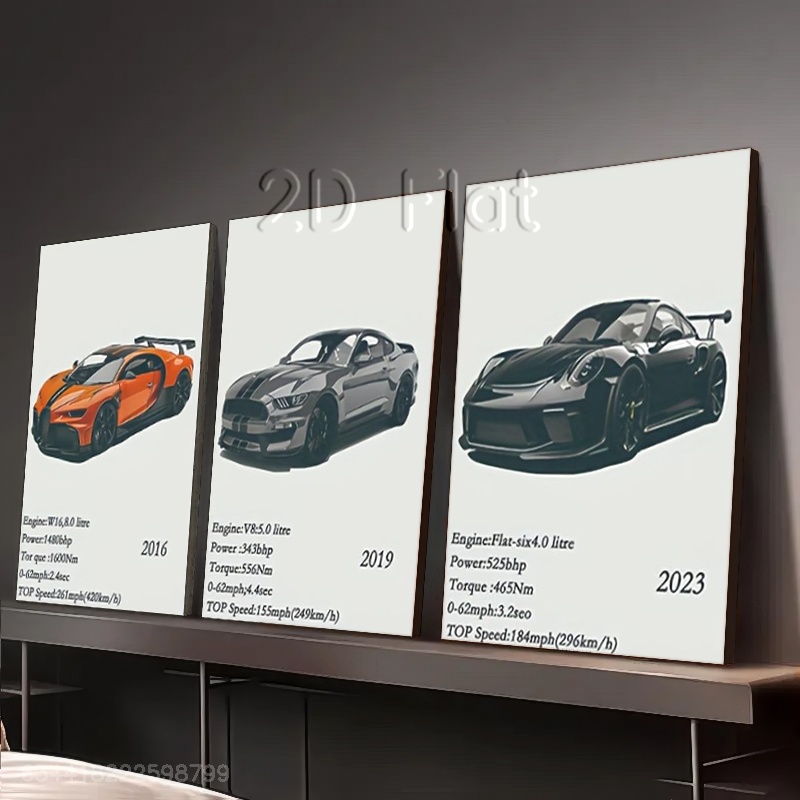 2D Flat
Engine:W16,8.0 litre
Power:1480bhp
Tor que :1600Nm
0-62mph:2.4sec
TOP Speed:261mph(420km/h)
2016
Engine:V8:5.0 litre
Power :343bhp
Torque:556Nm
0-62mph;4.4sec
TOP Speed:155mph(249km/h)
2019
Engine:Flat-six4.0 litre
Power:525bhp
Torque :465Nm
0-62mph:3.2seo
TOP Speed:184mph(296km/h)
2023